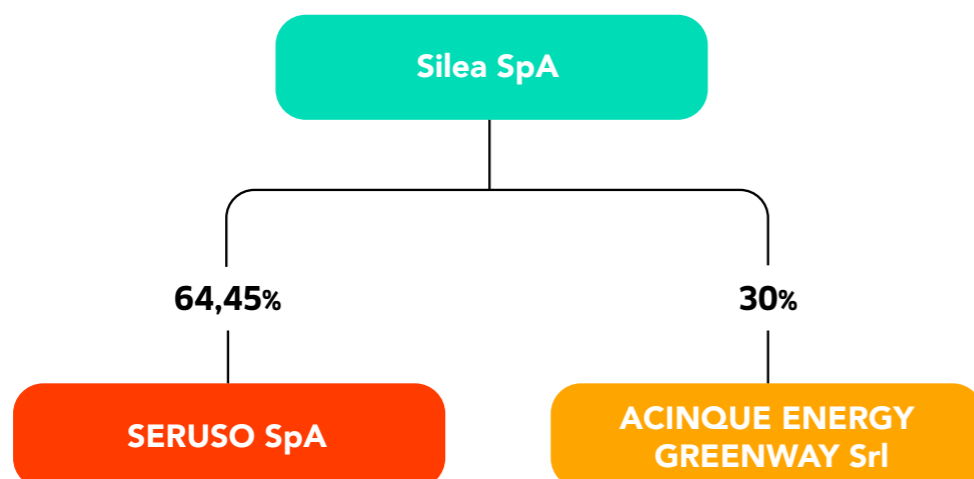 Silea SpA
64,45%
30%
SERUSO SpA
ACINQUE ENERGY
GREENWAY Srl